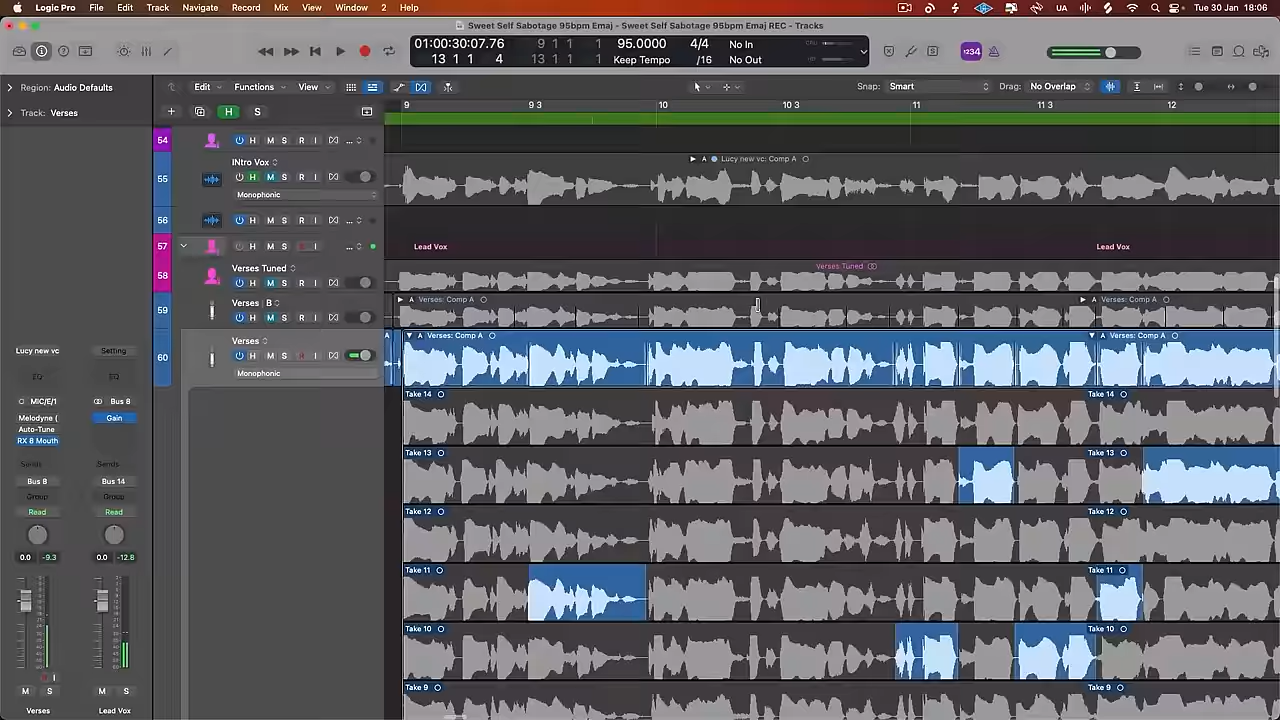 Logic Pro File Edit Track Navigate Record Mix View Window 2 Help UA Tue 30 Jan 18:06
Sweet Self Sabotage 95bpm Emaj - Sweet Self Sabotage 95bpm Emaj REC - Tracks
01:00:30:07.76 9 1 1 1 95.0000 4/4 No In CPU
13 1 1 4 13 1 1 1 Keep Tempo /16 No Out
1234
Region: Audio Defaults
Edit Functions View Snap: Smart Drag: No Overlap
Track: Verses
H S
9 9 3 10 10 3 11 11 3 12
54 H M S R I ...
INtro Vox
Lucy new vc: Comp A
55 H M S R I
Monophonic
56 H M S R I ...
57 H M S R I ...
Lead Vox Lead Vox
58 Verses Tuned
Verses Tuned
H M S R I
59 Verses B
Verses: Comp A Verses: Comp A
H M S R I
60 Verses
Verses: Comp A Verses: Comp A
H M S R I
Monophonic
Take 14 Take 14
Take 13 Take 13
Take 12 Take 12
Take 11 Take 11
Take 10 Take 10
Take 9 Take 9
Lucy new vc Setting
EQ EQ
MIC/E/1 Bus 8
Melodyne ( Gain
Auto-Tune
RX 8 Mouth
Sends Sends
Bus 8 Bus 14
Group Group
Read Read
0.0 -9.3 0.0 -12.8
R I
M S M S
Verses Lead Vox